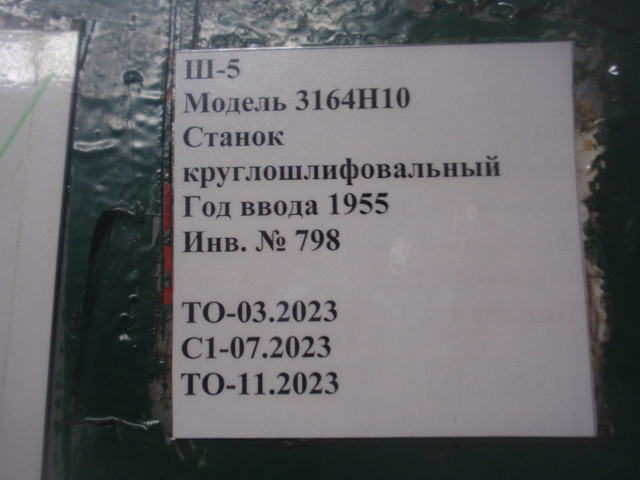 Ш-5
Модель 3164Н10
Станок
круглошлифовальный
Год ввода 1955
Инв. № 798
ТО-03.2023
С1-07.2023
ТО-11.2023